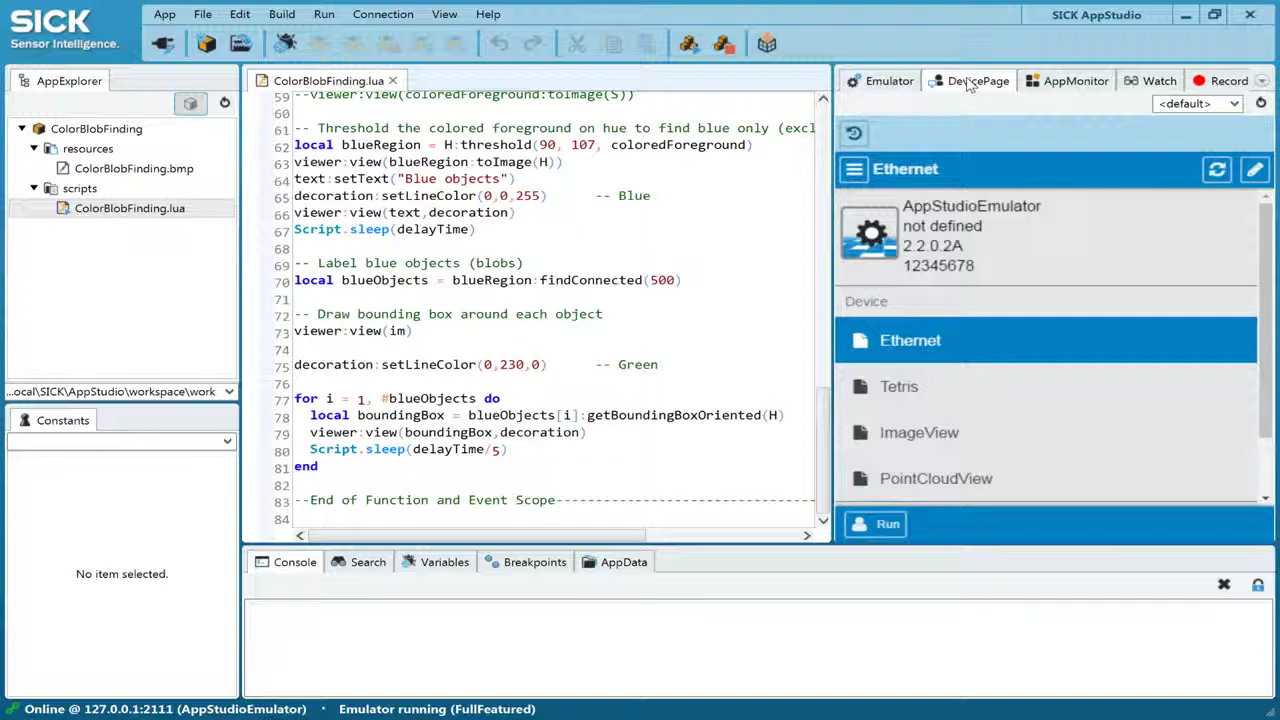 SICK
Sensor Intelligence.
App File Edit Build Run Connection View Help
SICK AppStudio
AppExplorer
ColorBlobFinding
resources
ColorBlobFinding.bmp
scripts
ColorBlobFinding.lua
...ocal\SICK\AppStudio\workspace\work
Constants
No item selected.
ColorBlobFinding.lua
59 --viewer:view(coloredForeground:toImage(S))
60
61 -- Threshold the colored foreground on hue to find blue only (excl
62 local blueRegion = H:threshold(90, 107, coloredForeground)
63 viewer:view(blueRegion:toImage(H))
64 text:setText("Blue objects")
65 decoration:setLineColor(0,0,255) -- Blue
66 viewer:view(text,decoration)
67 Script.sleep(delayTime)
68
69 -- Label blue objects (blobs)
70 local blueObjects = blueRegion:findConnected(500)
71
72 -- Draw bounding box around each object
73 viewer:view(im)
74
75 decoration:setLineColor(0,230,0) -- Green
76
77 for i = 1, #blueObjects do
78 local boundingBox = blueObjects[i]:getBoundingBoxOriented(H)
79 viewer:view(boundingBox,decoration)
80 Script.sleep(delayTime/5)
81 end
82
83 --End of Function and Event Scope---------------------------------
84
Emulator DevicePage AppMonitor Watch Record
<default>
Ethernet
AppStudioEmulator
not defined
2.2.0.2A
12345678
Device
Ethernet
Tetris
ImageView
PointCloudView
Run
Console Search Variables Breakpoints AppData
Online @ 127.0.0.1:2111 (AppStudioEmulator) • Emulator running (FullFeatured)